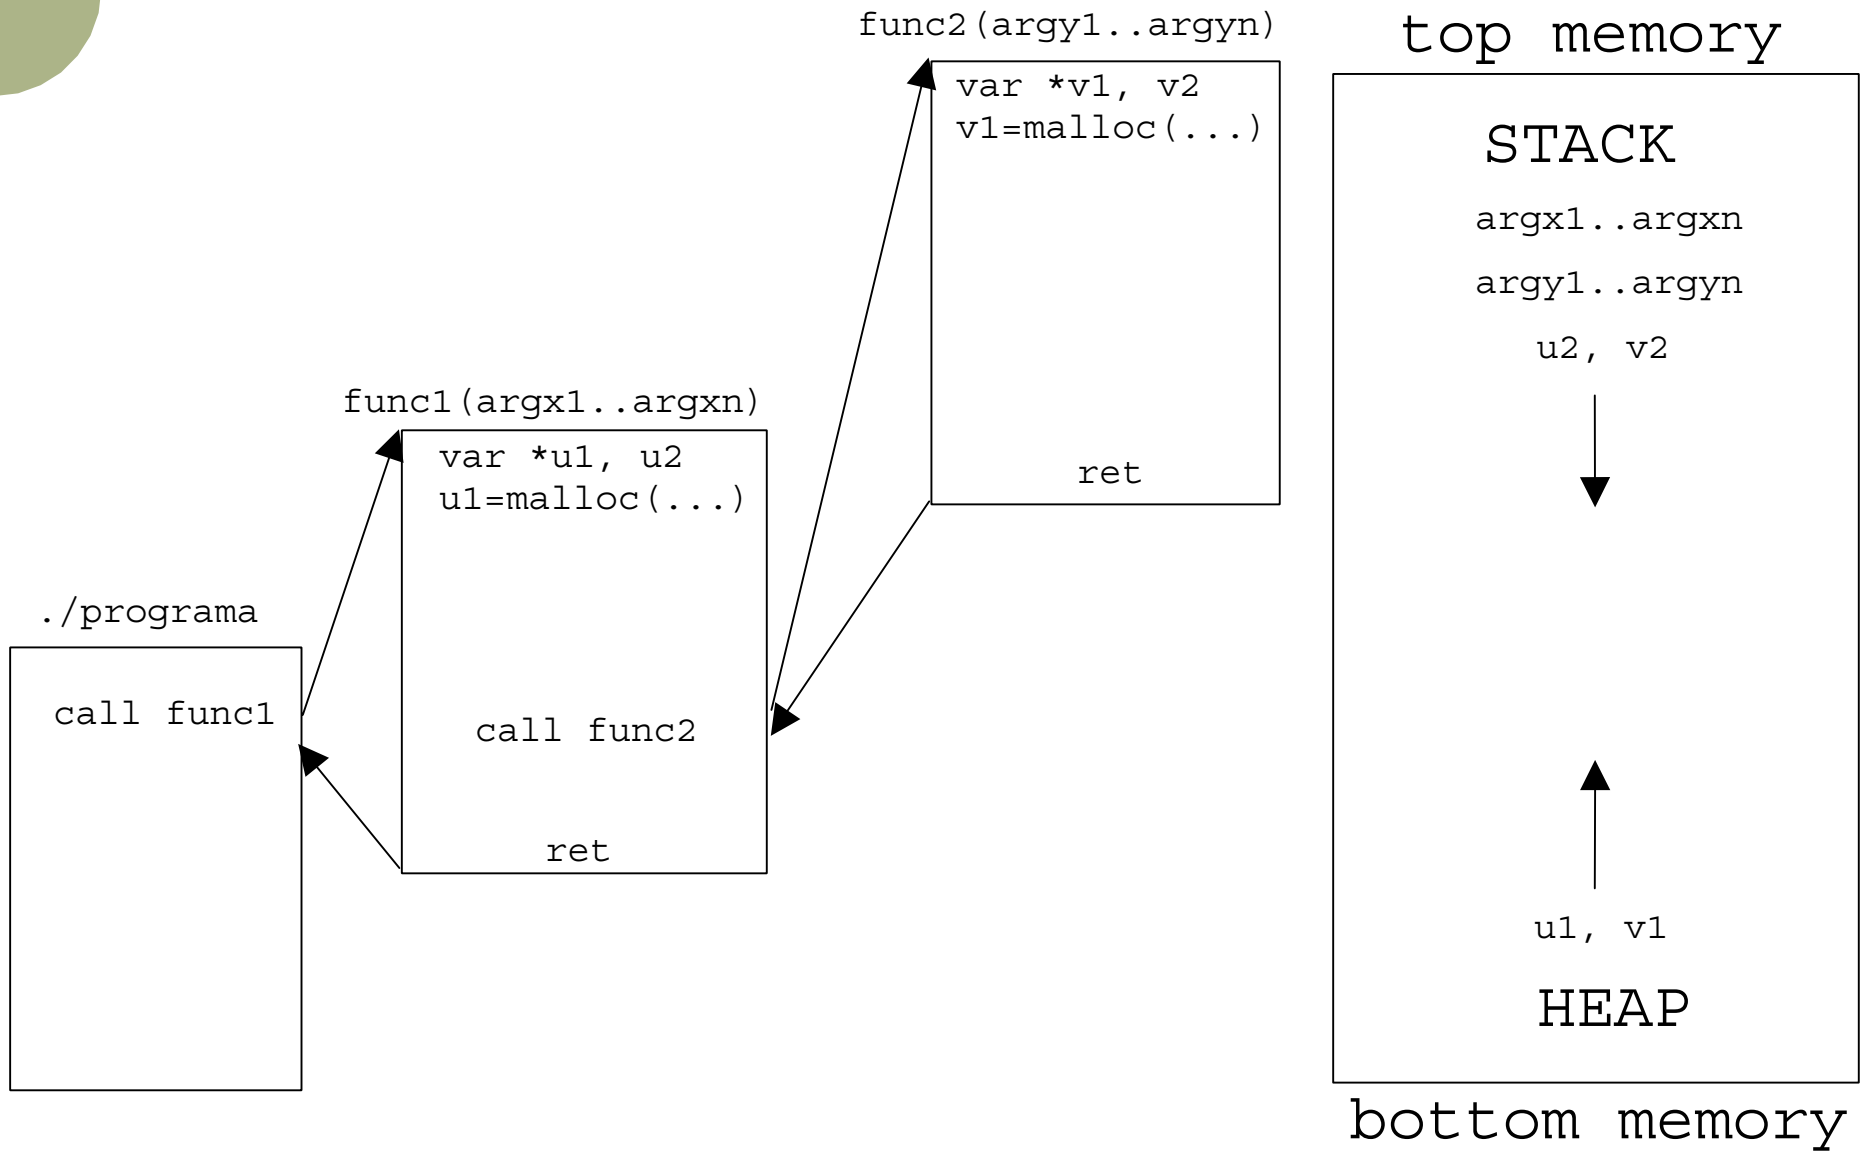 func2(argy1..argyn)
var *v1, v2
v1=malloc(...)
ret
func1(argx1..argxn)
var *u1, u2
u1=malloc(...)
call func2
ret
./programa
call func1
top memory
STACK
argx1..argxn
argy1..argyn
u2, v2
u1, v1
HEAP
bottom memory